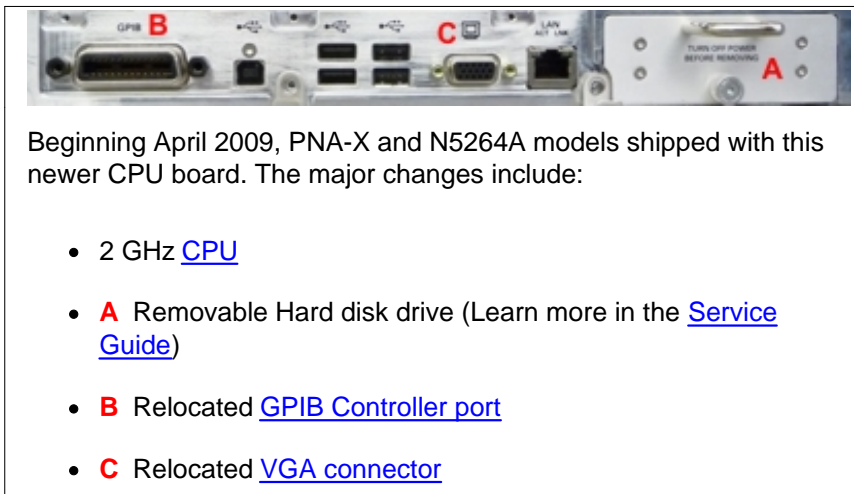 GPIB B
C
LAN
ACT LNK
TURN OFF POWER
BEFORE REMOVING
A
Beginning April 2009, PNA-X and N5264A models shipped with this
newer CPU board. The major changes include:
• 2 GHz CPU
• A Removable Hard disk drive (Learn more in the Service
Guide)
• B Relocated GPIB Controller port
• C Relocated VGA connector